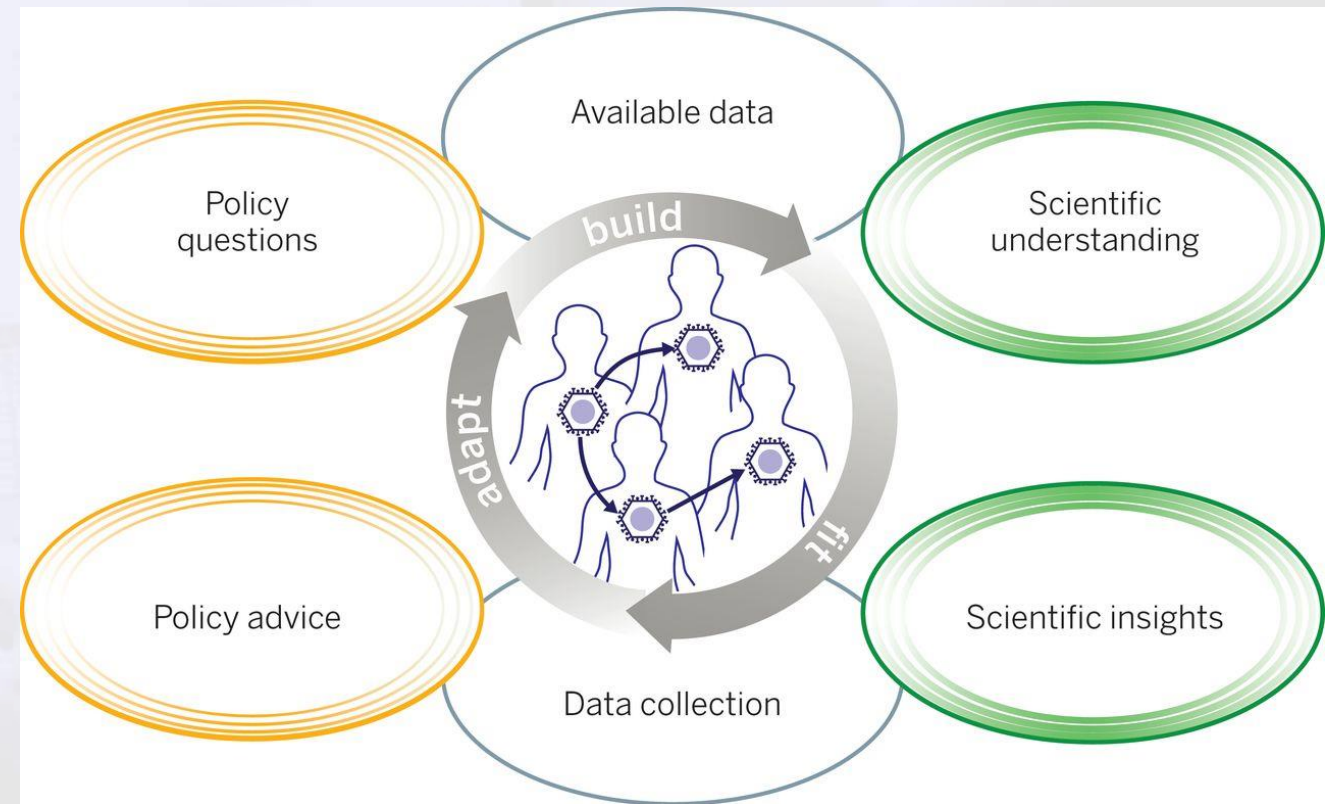 Available data
Policy
questions
Scientific
understanding
build
adapt
fit
Policy advice
Scientific insights
Data collection